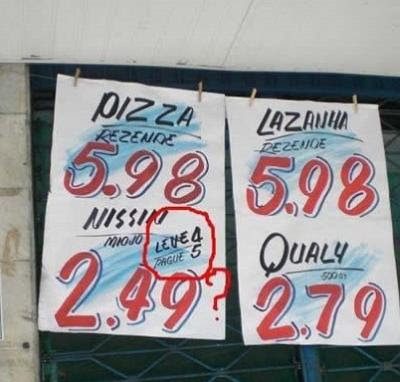 PIZZA
REZENDE
5.98
NISSIN
MIOJO
LEVE 4
PAGUE 5
2.49
?
LAZANHA
REZENDE
5.98
QUALY
500GR
2.79